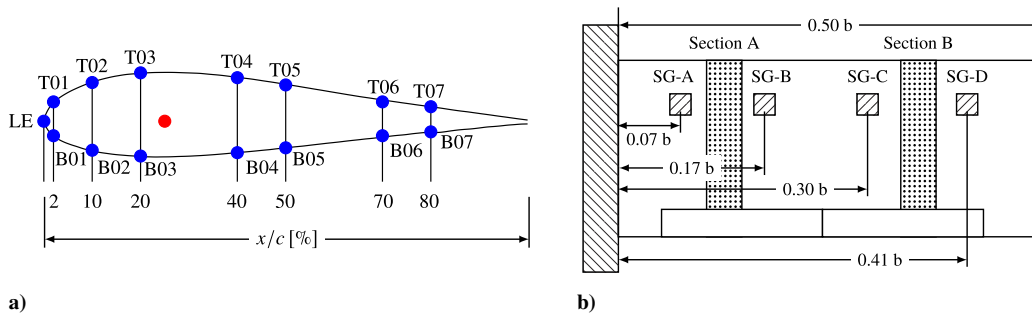 T01 T02 T03 T04 T05 T06 T07
LE
B01 B02 B03 B04 B05 B06 B07
2 10 20 40 50 70 80
x/c [%]
a)
0.50 b
Section A Section B
SG-A SG-B SG-C SG-D
0.07 b
0.17 b
0.30 b
0.41 b
b)